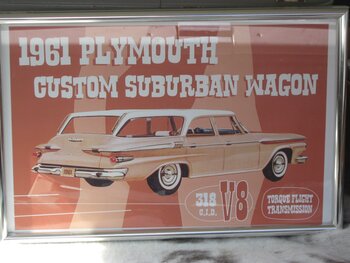 1961 PLYMOUTH
CUSTOM SUBURBAN WAGON
318
C.I.D.
V8
TORQUE FLIGHT
TRANSMISSION